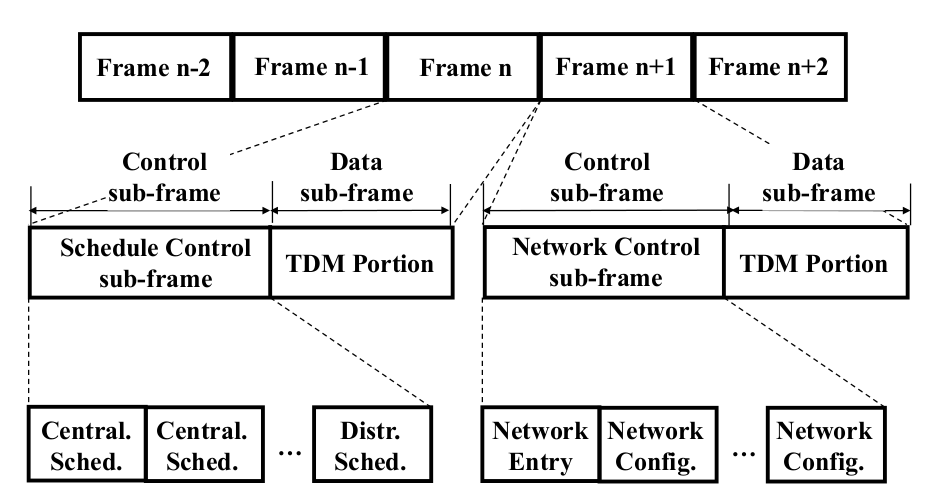 Frame n-2 Frame n-1 Frame n Frame n+1 Frame n+2
Control Data Control Data
sub-frame sub-frame sub-frame sub-frame
Schedule Control
sub-frame
TDM Portion
Network Control
sub-frame
TDM Portion
Central.
Sched.
Central.
Sched.
...
Distr.
Sched.
Network
Entry
Network
Config.
...
Network
Config.